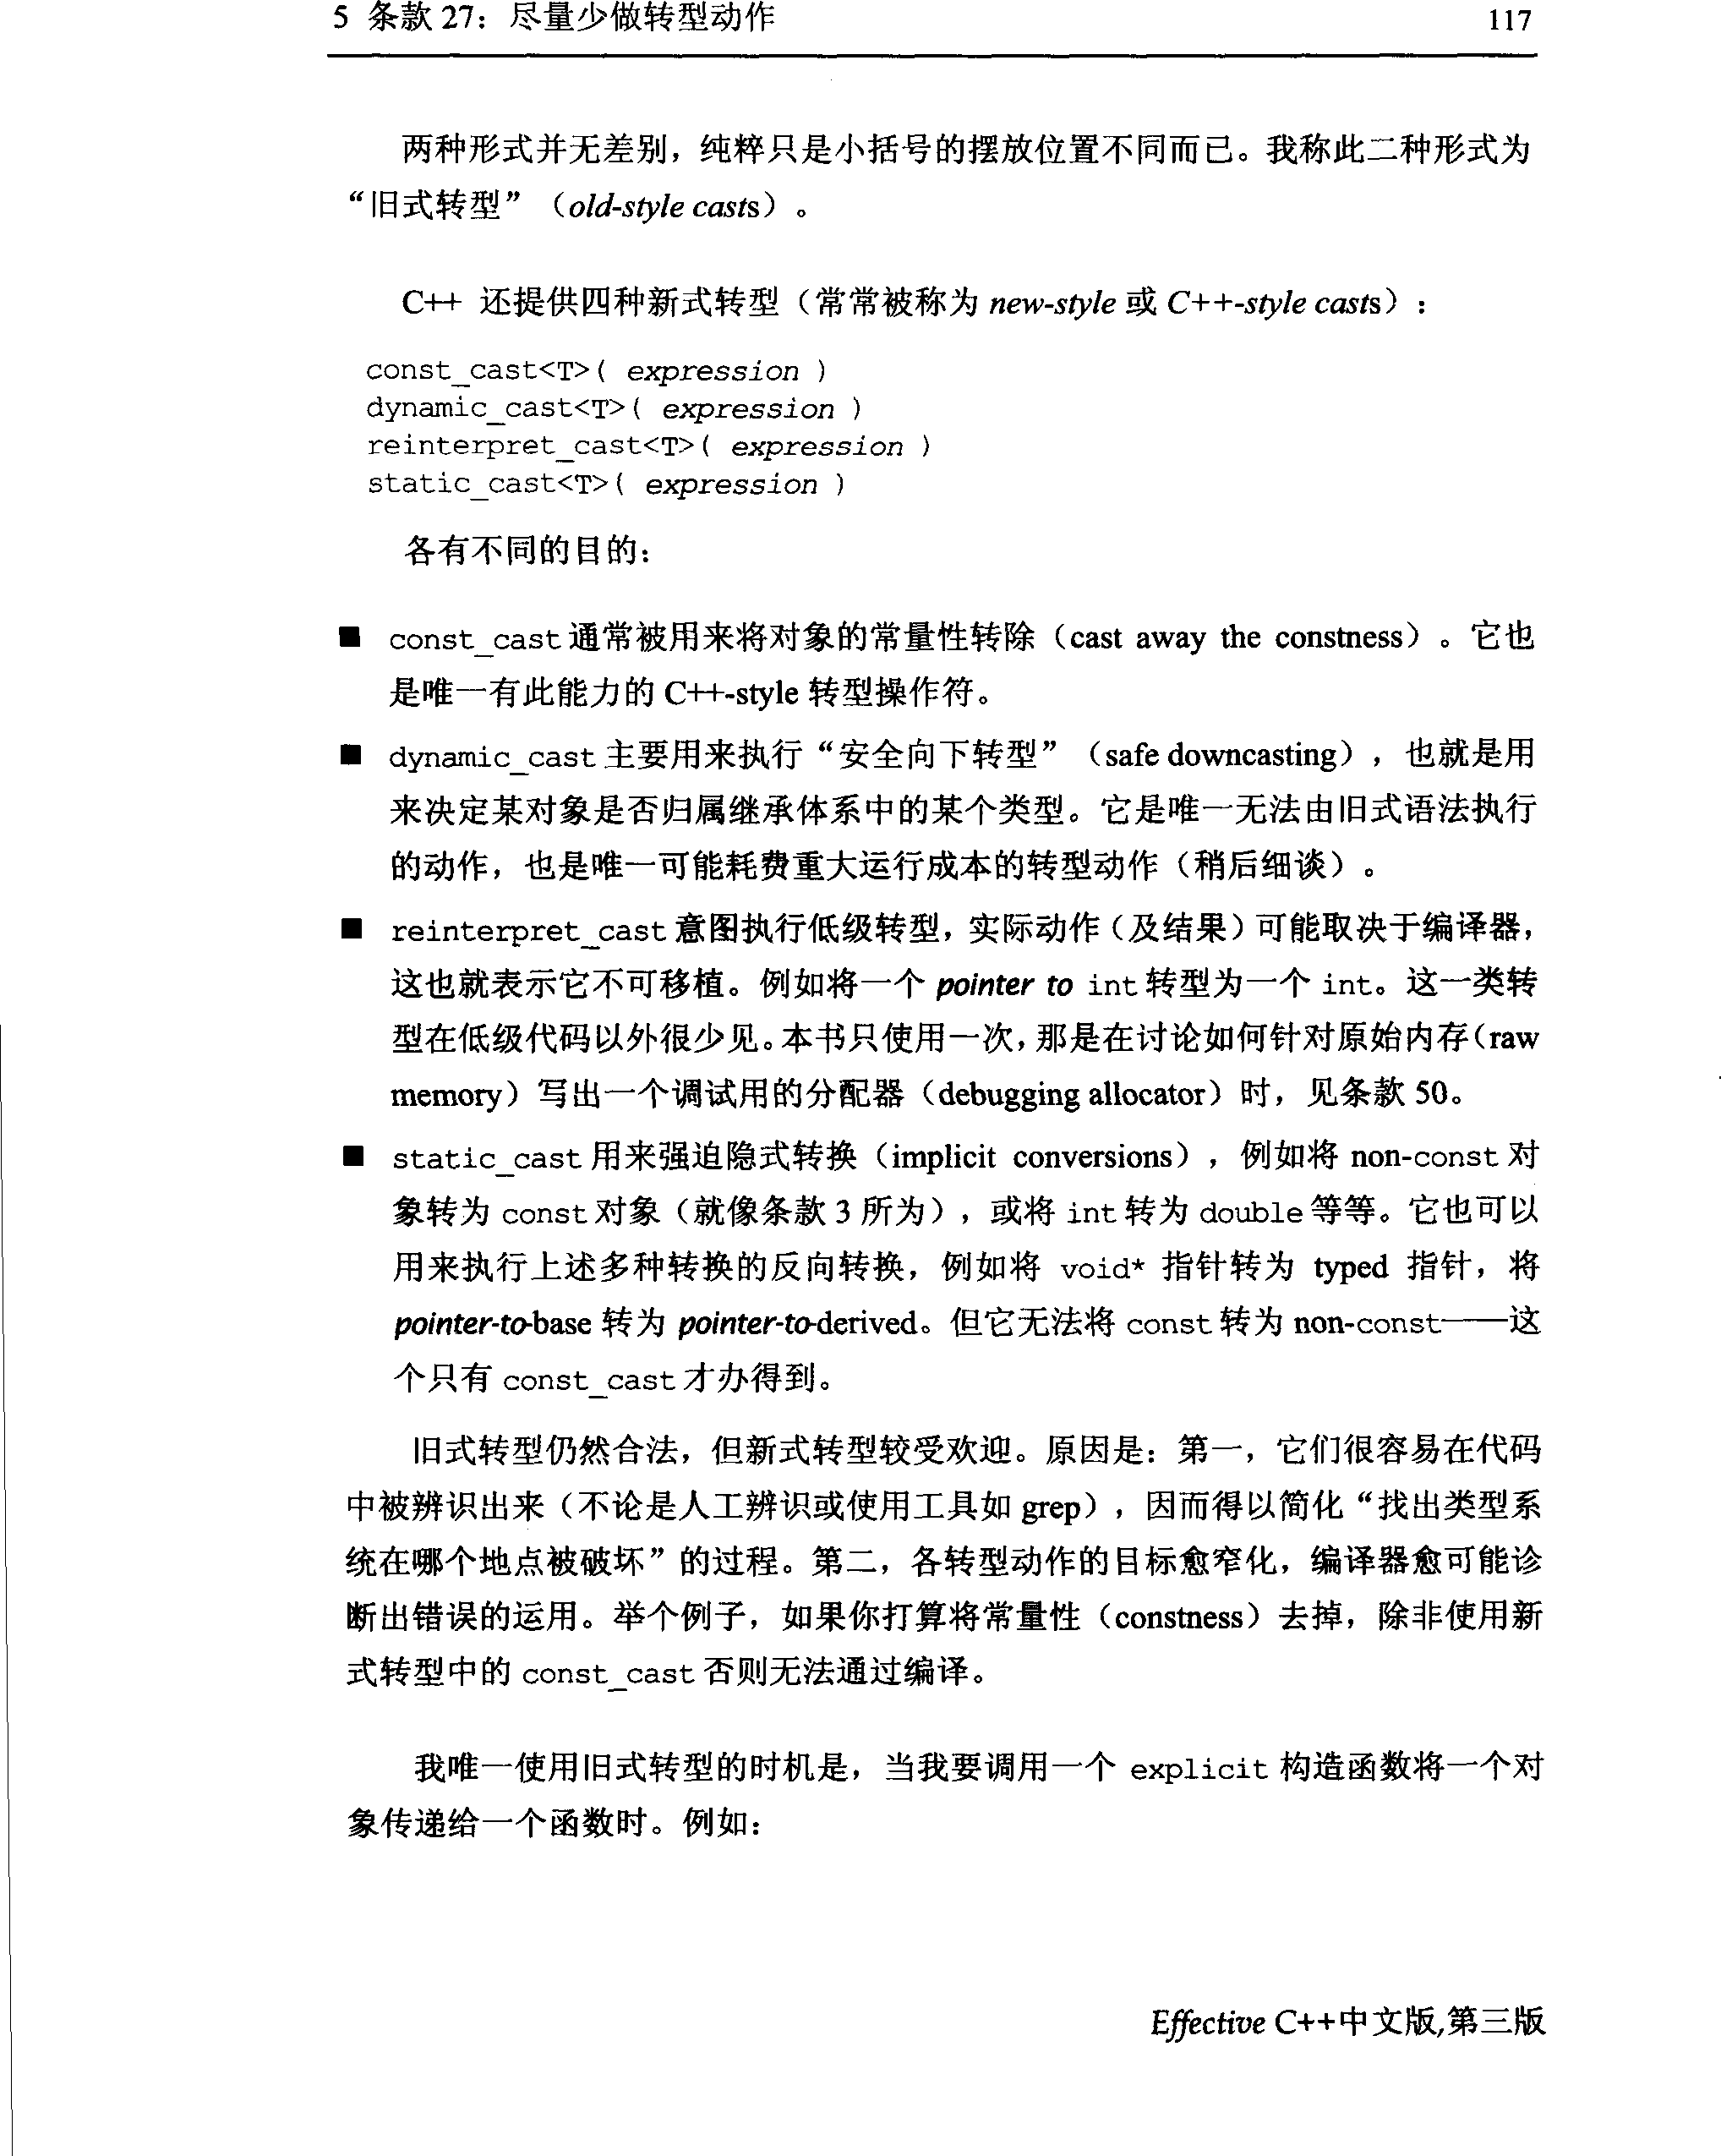 5 条款 27：尽量少做转型动作 117
两种形式并无差别，纯粹只是小括号的摆放位置不同而已。我称此二种形式为
“旧式转型”（old-style casts）。
C++ 还提供四种新式转型（常常被称为 new-style 或 C++-style casts）：
const_cast<T>( expression )
dynamic_cast<T>( expression )
reinterpret_cast<T>( expression )
static_cast<T>( expression )
各有不同的目的：
■ const_cast 通常被用来将对象的常量性转除（cast away the constness）。它也
是唯一有此能力的 C++-style 转型操作符。
■ dynamic_cast 主要用来执行“安全向下转型”（safe downcasting），也就是用
来决定某对象是否归属继承体系中的某个类型。它是唯一无法由旧式语法执行
的动作，也是唯一可能耗费重大运行成本的转型动作（稍后细谈）。
■ reinterpret_cast 意图执行低级转型，实际动作（及结果）可能取决于编译器，
这也就表示它不可移植。例如将一个 pointer to int 转型为一个 int。这一类转
型在低级代码以外很少见。本书只使用一次，那是在讨论如何针对原始内存（raw
memory）写出一个调试用的分配器（debugging allocator）时，见条款 50。
■ static_cast 用来强迫隐式转换（implicit conversions），例如将 non-const 对
象转为 const 对象（就像条款 3 所为），或将 int 转为 double 等等。它也可以
用来执行上述多种转换的反向转换，例如将 void* 指针转为 typed 指针，将
pointer-to-base 转为 pointer-to-derived。但它无法将 const 转为 non-const——这
个只有 const_cast 才办得到。
旧式转型仍然合法，但新式转型较受欢迎。原因是：第一，它们很容易在代码
中被辨识出来（不论是人工辨识或使用工具如 grep），因而得以简化“找出类型系
统在哪个地点被破坏”的过程。第二，各转型动作的目标愈窄化，编译器愈可能诊
断出错误的运用。举个例子，如果你打算将常量性（constness）去掉，除非使用新
式转型中的 const_cast 否则无法通过编译。
我唯一使用旧式转型的时机是，当我要调用一个 explicit 构造函数将一个对
象传递给一个函数时。例如：
Effective C++中文版,第三版